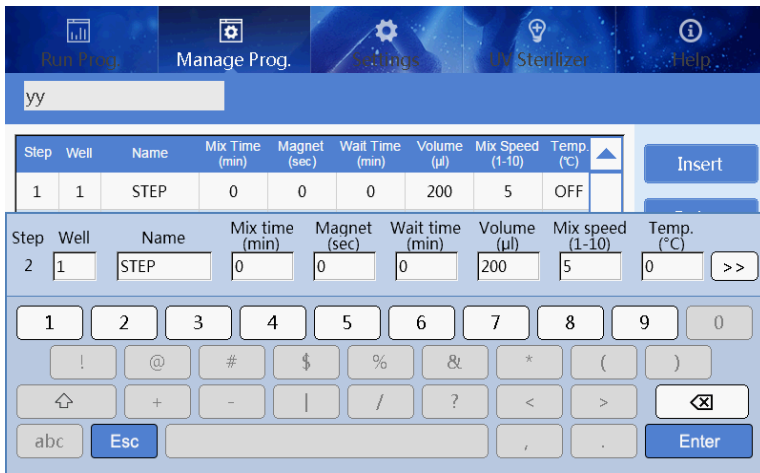 Run Prog. Manage Prog. Settings UV Sterilizer Help
yy
Step Well Name Mix Time (min) Magnet (sec) Wait Time (min) Volume (µl) Mix Speed (1-10) Temp. (℃) Insert
1 1 STEP 0 0 0 200 5 OFF
Step Well Name Mix time (min) Magnet (sec) Wait time (min) Volume (µl) Mix speed (1-10) Temp. (°C)
2 1 STEP 0 0 0 200 5 0 >>
1 2 3 4 5 6 7 8 9 0
! @ # $ % & * ( )
+ - | / ? < >
abc Esc , . Enter